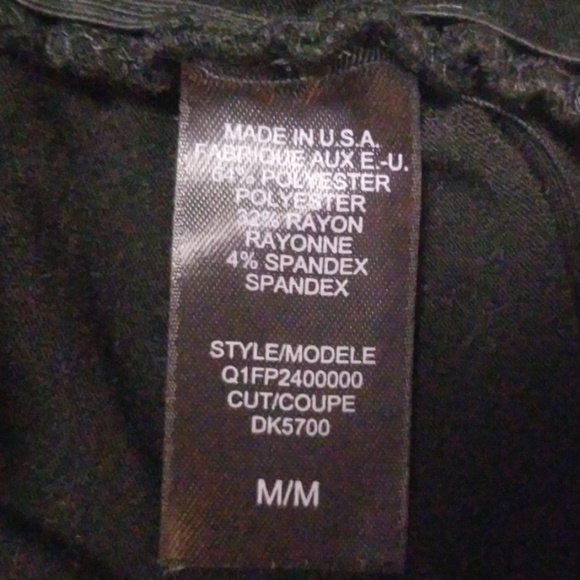 MADE IN U.S.A.
FABRIQUE AUX E.-U.
64% POLYESTER
POLYESTER
32% RAYON
RAYONNE
4% SPANDEX
SPANDEX
STYLE/MODELE
Q1FP2400000
CUT/COUPE
DK5700
M/M